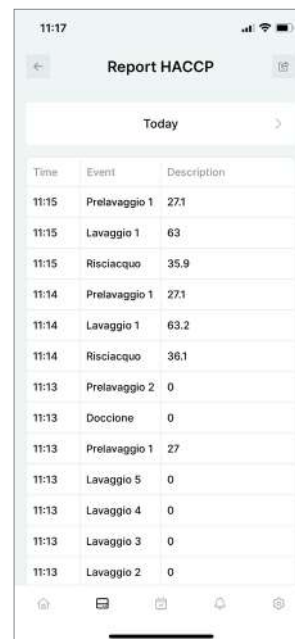 11:17
Report HACCP
Today
Time Event Description
11:15 Prelavaggio 1 27.1
11:15 Lavaggio 1 63
11:15 Risciacquo 35.9
11:14 Prelavaggio 1 27.1
11:14 Lavaggio 1 63.2
11:14 Risciacquo 36.1
11:13 Prelavaggio 2 0
11:13 Doccione 0
11:13 Prelavaggio 1 27
11:13 Lavaggio 5 0
11:13 Lavaggio 4 0
11:13 Lavaggio 3 0
11:13 Lavaggio 2 0